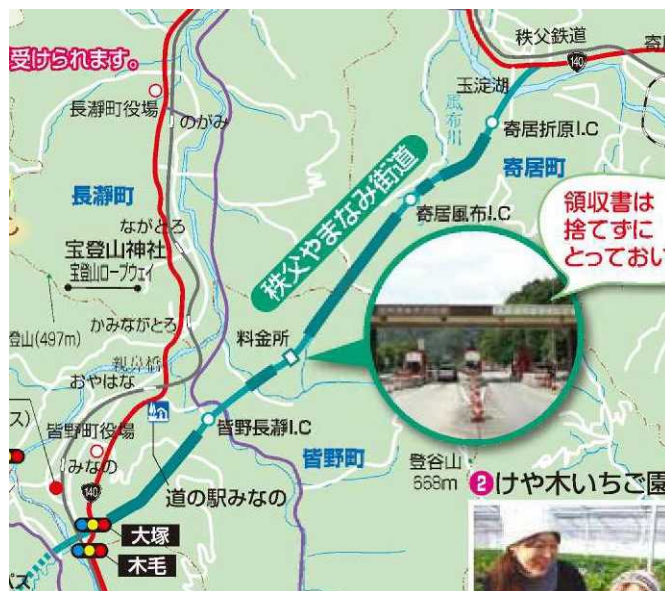 受けられます。
秩父鉄道
140
寄居
長瀞町役場
のがみ
玉淀湖
風布川
寄居折原I.C
長瀞町
秩父やまなみ街道
寄居町
寄居風布I.C
領収書は
捨てずに
とっておい
ながとろ
宝登山神社
宝登山ロープウェイ
登山(497m)
かみながとろ
料金所
親鼻橋
おやはな
ス)
皆野町役場
皆野長瀞I.C
みなの
皆野町
登谷山
668m
2けや木いちご園
140
道の駅みなの
大塚
木毛
パス